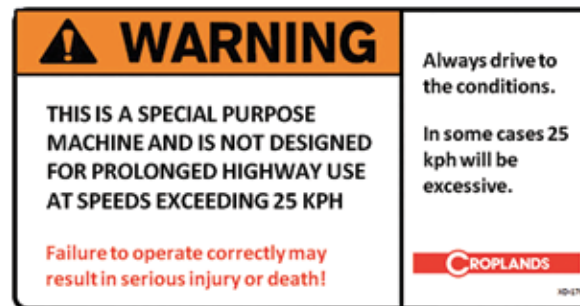 WARNING
THIS IS A SPECIAL PURPOSE
MACHINE AND IS NOT DESIGNED
FOR PROLONGED HIGHWAY USE
AT SPEEDS EXCEEDING 25 KPH
Failure to operate correctly may
result in serious injury or death!
Always drive to
the conditions.
In some cases 25
kph will be
excessive.
CROPLANDS